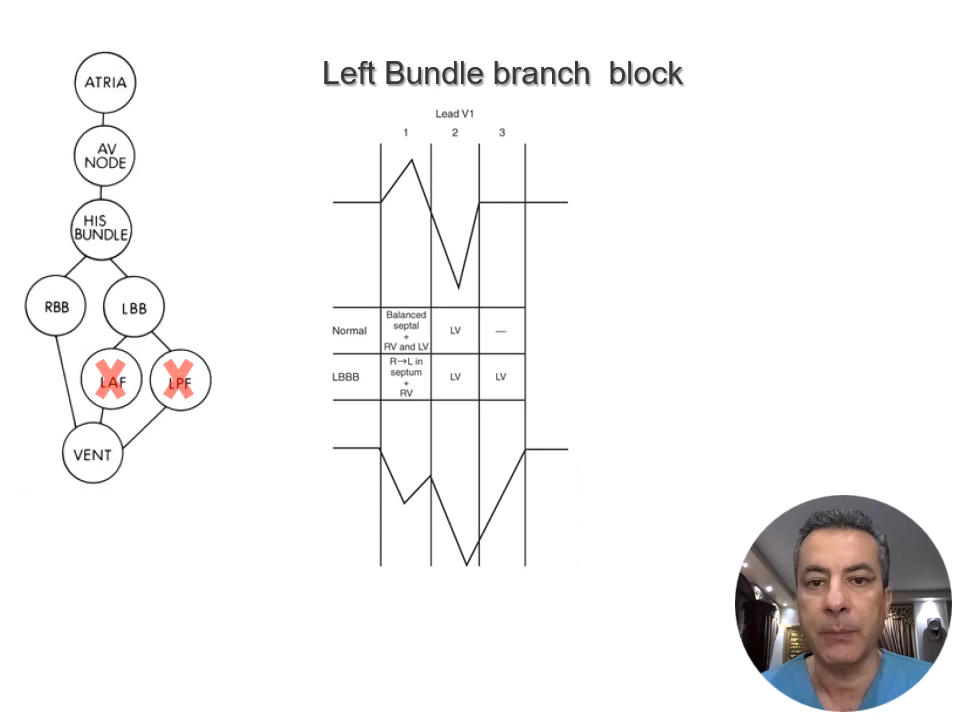 Left Bundle branch block
ATRIA
AV
NODE
HIS
BUNDLE
RBB
LBB
LAF
LPF
VENT
Lead V1
1 2 3
Normal
Balanced
septal
+
RV and LV
LV
—
LBBB
R→L in
septum
+
RV
LV
LV